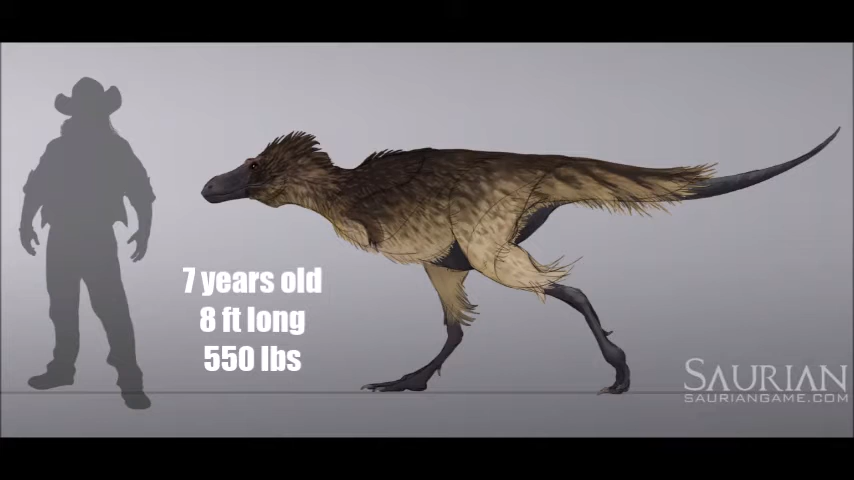 7 years old
8 ft long
550 lbs
SAURIAN
SAURIANGAME.COM